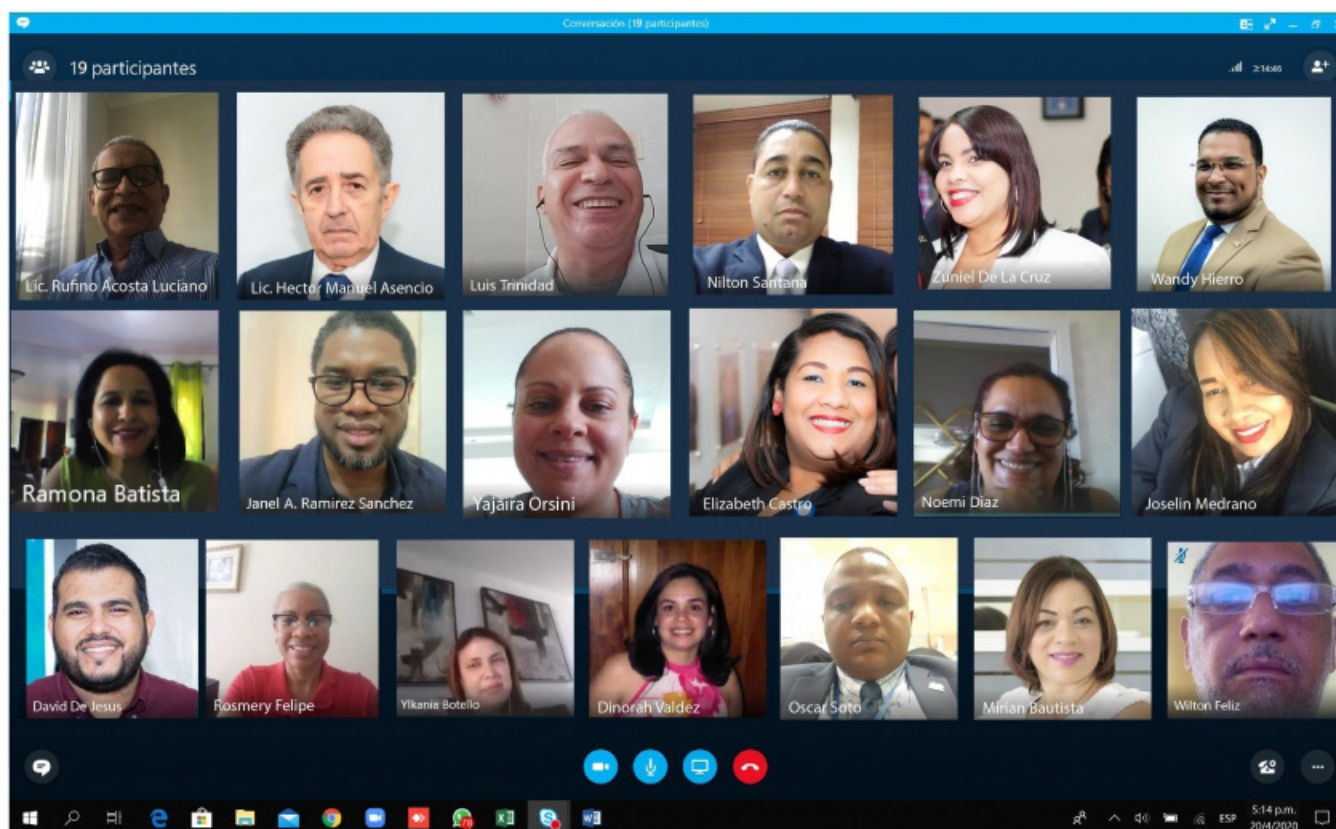 Conversación (19 participantes)
19 participantes
2:14:46
Lic. Rufino Acosta Luciano
Lic. Hector Manuel Asencio
Luis Trinidad
Nilton Santana
Zuniel De La Cruz
Wandy Hierro
Ramona Batista
Janel A. Ramirez Sanchez
Yajaira Orsini
Elizabeth Castro
Noemi Diaz
Joselin Medrano
David De Jesus
Rosmery Felipe
Ylkania Botello
Dinorah Valdez
Oscar Soto
Mirian Bautista
Wilton Feliz
ESP
5:14 p.m.
20/4/2020